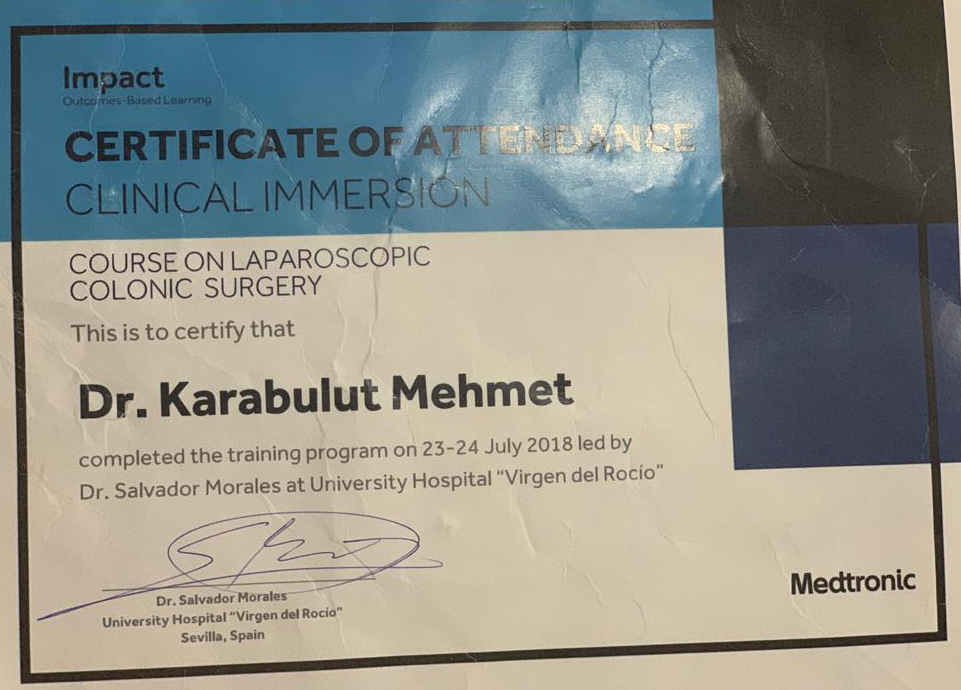 Impact
Outcomes-Based Learning
CERTIFICATE OF ATTENDANCE
CLINICAL IMMERSION
COURSE ON LAPAROSCOPIC
COLONIC SURGERY
This is to certify that
Dr. Karabulut Mehmet
completed the training program on 23-24 July 2018 led by
Dr. Salvador Morales at University Hospital "Virgen del Rocío"
Dr. Salvador Morales
University Hospital "Virgen del Rocío"
Sevilla, Spain
Medtronic